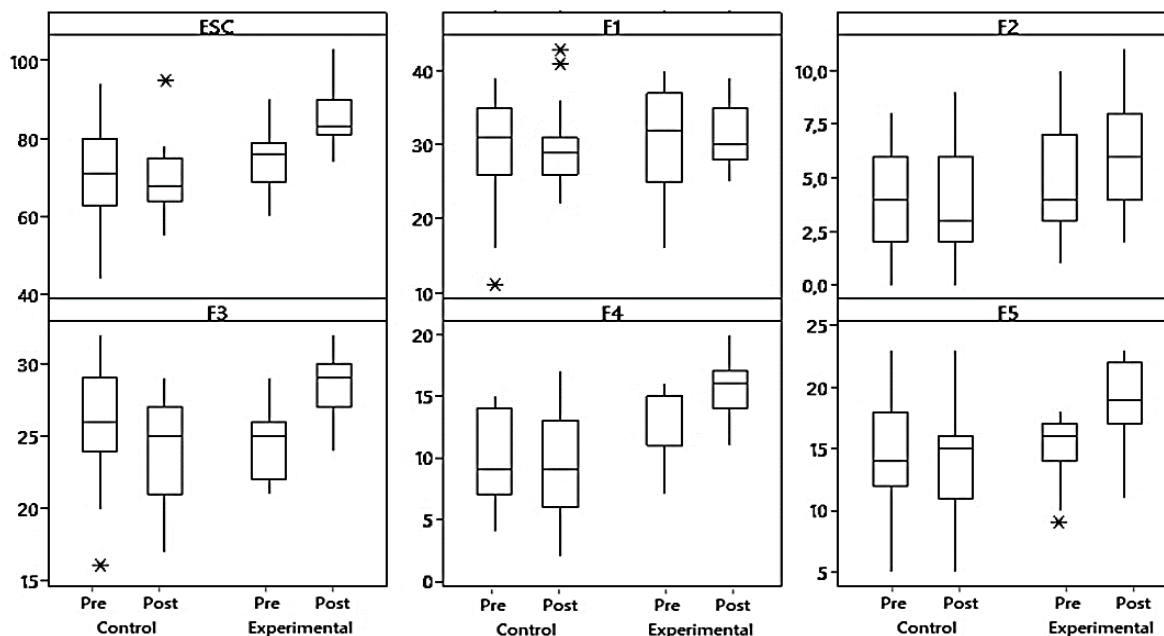 ESC
F1
F2
100
80
60
40
40
30
20
10
10,0
7,5
5,0
2,5
0,0
F3
F4
F5
30
25
20
15
20
15
10
5
0
25
20
15
10
5
Pre Post Pre Post
Control Experimental
Pre Post Pre Post
Control Experimental
Pre Post Pre Post
Control Experimental